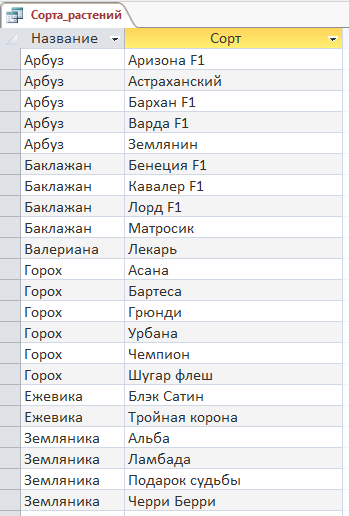 Сорта_растений
Название Сорт
Арбуз Аризона F1
Арбуз Астраханский
Арбуз Бархан F1
Арбуз Варда F1
Арбуз Землянин
Баклажан Бенеция F1
Баклажан Кавалер F1
Баклажан Лорд F1
Баклажан Матросик
Валериана Лекарь
Горох Асана
Горох Бартеса
Горох Грюнди
Горох Урбана
Горох Чемпион
Горох Шугар флеш
Ежевика Блэк Сатин
Ежевика Тройная корона
Земляника Альба
Земляника Ламбада
Земляника Подарок судьбы
Земляника Черри Берри